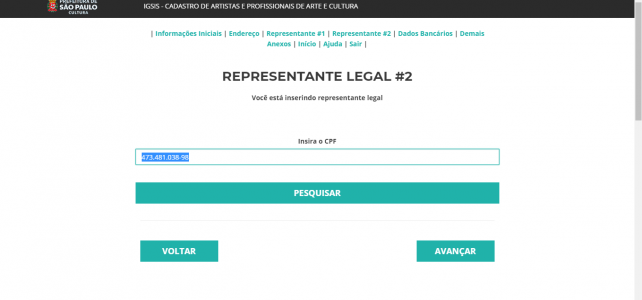 PREFEITURA DE
SÃO PAULO
CULTURA
IGSIS - CADASTRO DE ARTISTAS E PROFISSIONAIS DE ARTE E CULTURA
| Informações Iniciais | Endereço | Representante #1 | Representante #2 | Dados Bancários | Demais
Anexos | Início | Ajuda | Sair |
REPRESENTANTE LEGAL #2
Você está inserindo representante legal
Insira o CPF
473.481.038-98
PESQUISAR
VOLTAR
AVANÇAR